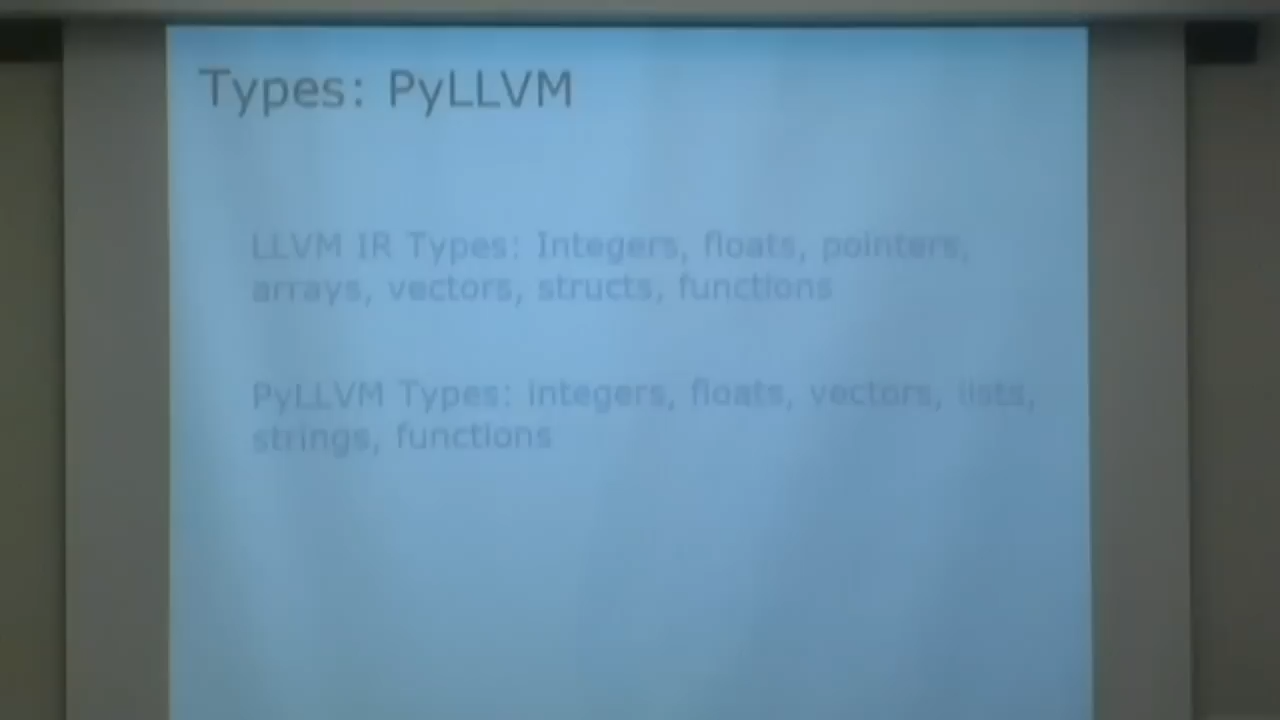 Types: PyLLVM
LLVM IR Types: Integers, floats, pointers,
arrays, vectors, structs, functions
PyLLVM Types: integers, floats, vectors, lists,
strings, functions